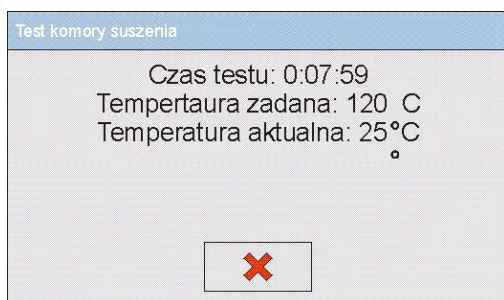 Test komory suszenia
Czas testu: 0:07:59
Tempertaura zadana: 120 C
Temperatura aktualna: 25°C
°